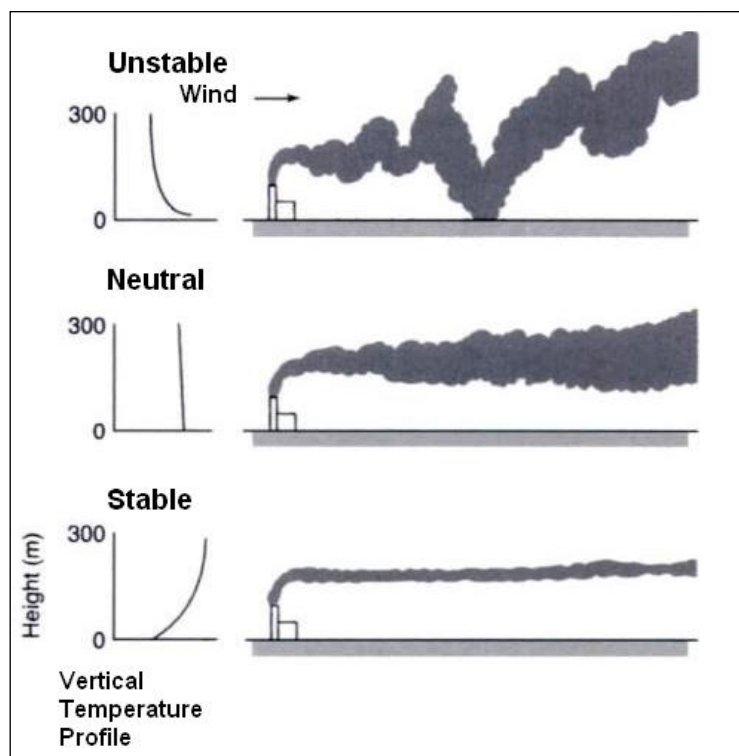 Unstable
Wind
300
0
Neutral
300
0
Stable
300
Height (m)
0
Vertical
Temperature
Profile